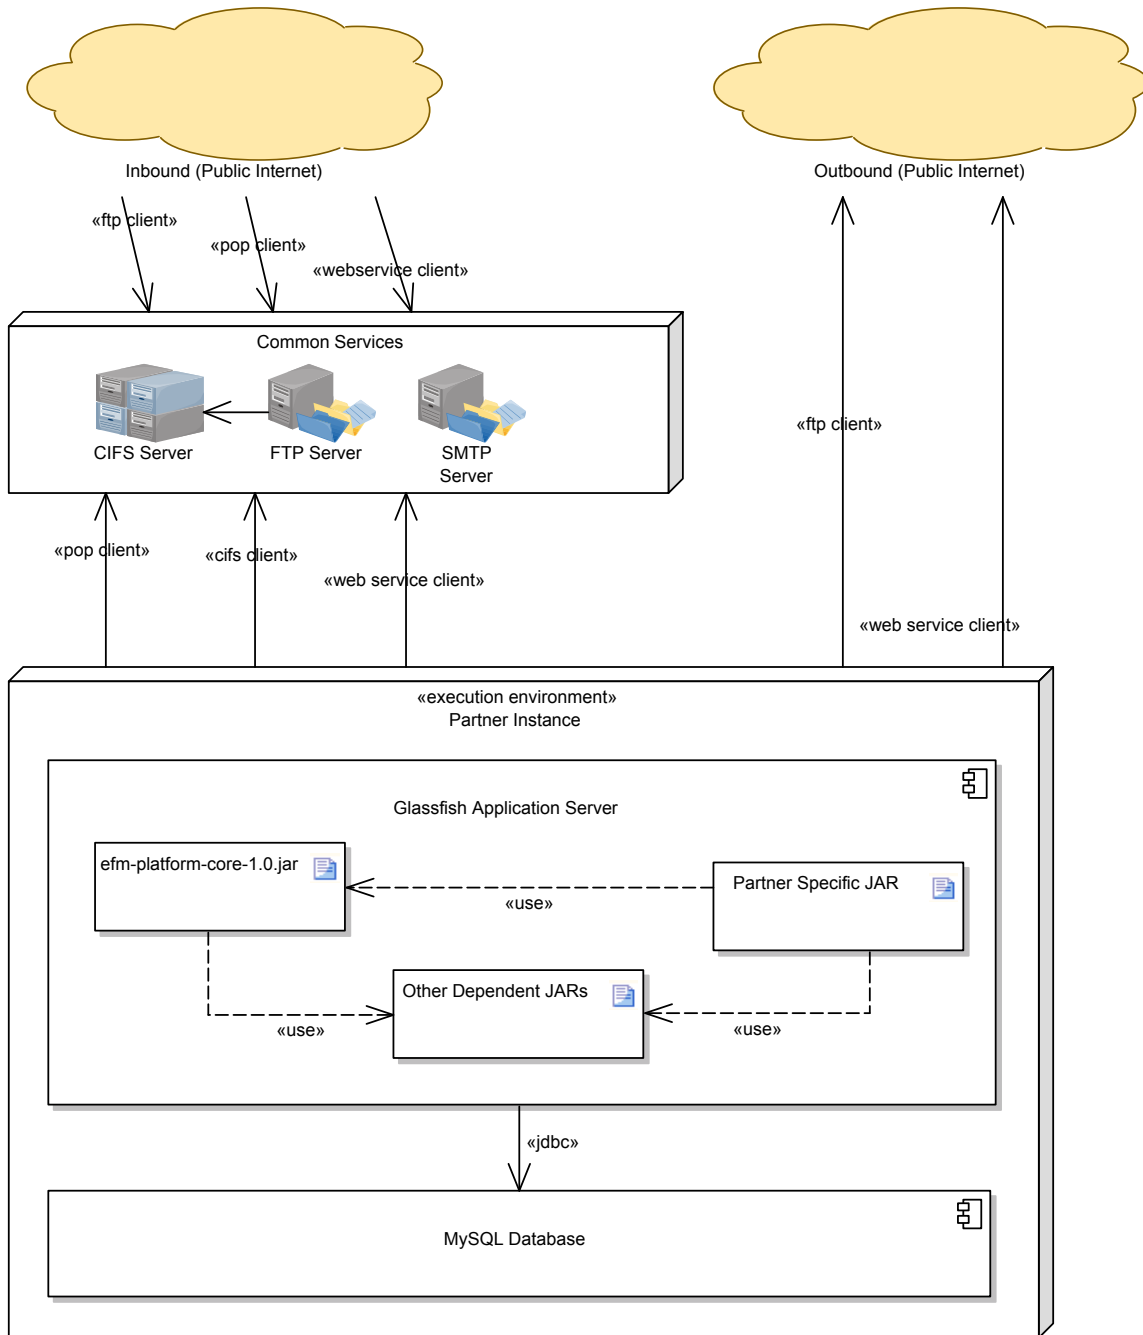 Inbound (Public Internet)
Outbound (Public Internet)
«ftp client»
«pop client»
«webservice client»
Common Services
CIFS Server
FTP Server
SMTP
Server
«ftp client»
«pop client»
«cifs client»
«web service client»
«web service client»
«execution environment»
Partner Instance
Glassfish Application Server
efm-platform-core-1.0.jar
Partner Specific JAR
«use»
Other Dependent JARs
«use»
«use»
«jdbc»
MySQL Database